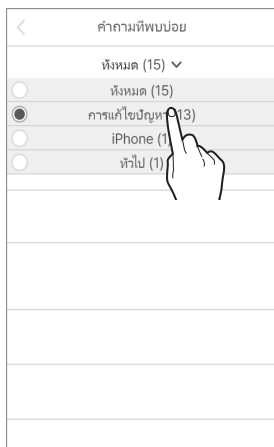 คำถามที่พบบ่อย
ทั้งหมด (15)
ทั้งหมด (15)
การแก้ไขปัญหา (13)
iPhone (1)
ทั่วไป (1)